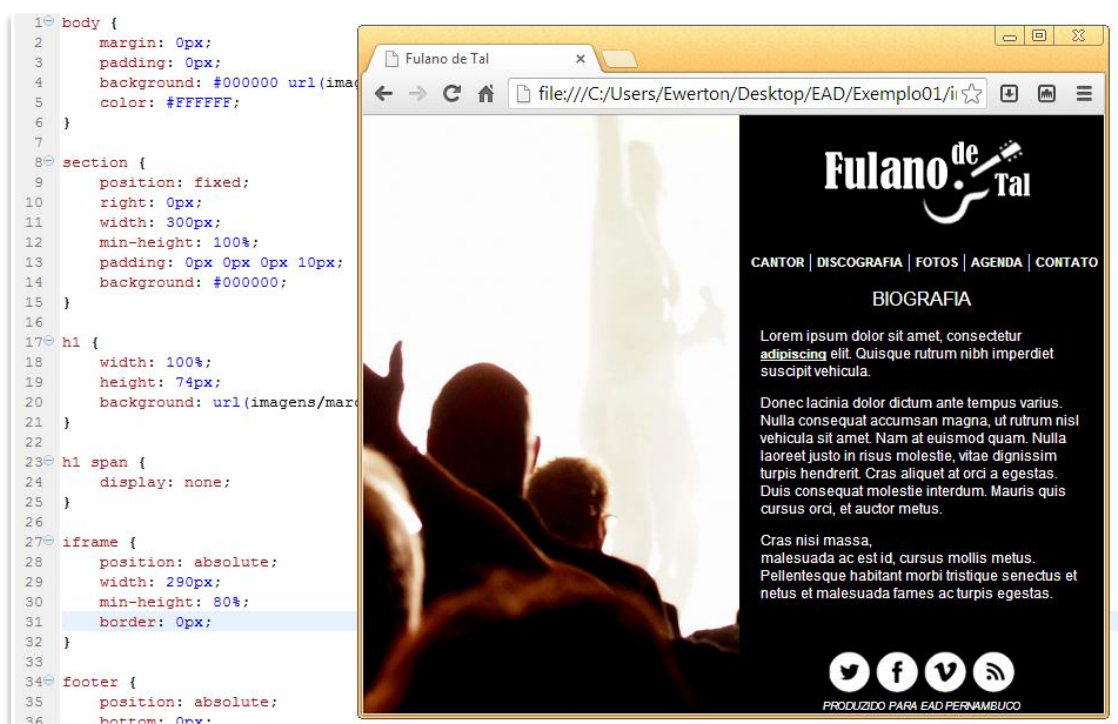 1 body {
2 margin: 0px;
3 padding: 0px;
4 background: #000000 url(imag
5 color: #FFFFFF;
6 }
7
8 section {
9 position: fixed;
10 right: 0px;
11 width: 300px;
12 min-height: 100%;
13 padding: 0px 0px 0px 10px;
14 background: #000000;
15 }
16
17 h1 {
18 width: 100%;
19 height: 74px;
20 background: url(imagens/marc
21 }
22
23 h1 span {
24 display: none;
25 }
26
27 iframe {
28 position: absolute;
29 width: 290px;
30 min-height: 80%;
31 border: 0px;
32 }
33
34 footer {
35 position: absolute;
36 bottom: 0px;
Fulano de Tal
file:///C:/Users/Ewerton/Desktop/EAD/Exemplo01/i
Fulano de Tal
CANTOR | DISCOGRAFIA | FOTOS | AGENDA | CONTATO
BIOGRAFIA
Lorem ipsum dolor sit amet, consectetur
adipiscing elit. Quisque rutrum nibh imperdiet
suscipit vehicula.
Donec lacinia dolor dictum ante tempus varius.
Nulla consequat accumsan magna, ut rutrum nisl
vehicula sit amet. Nam at euismod quam. Nulla
laoreet justo in risus molestie, vitae dignissim
turpis hendrerit. Cras aliquet at orci a egestas.
Duis consequat molestie interdum. Mauris quis
cursus orci, et auctor metus.
Cras nisi massa,
malesuada ac est id, cursus mollis metus.
Pellentesque habitant morbi tristique senectus et
netus et malesuada fames ac turpis egestas.
PRODUZIDO PARA EAD PERNAMBUCO